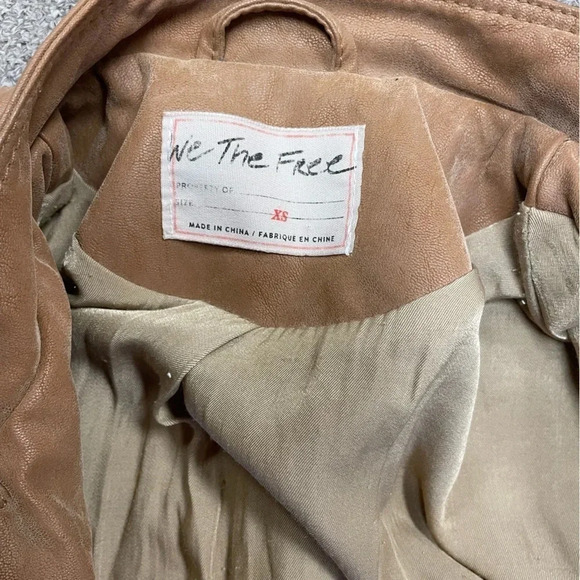 We The Free
PROPERTY OF
SIZE XS
MADE IN CHINA / FABRIQUE EN CHINE